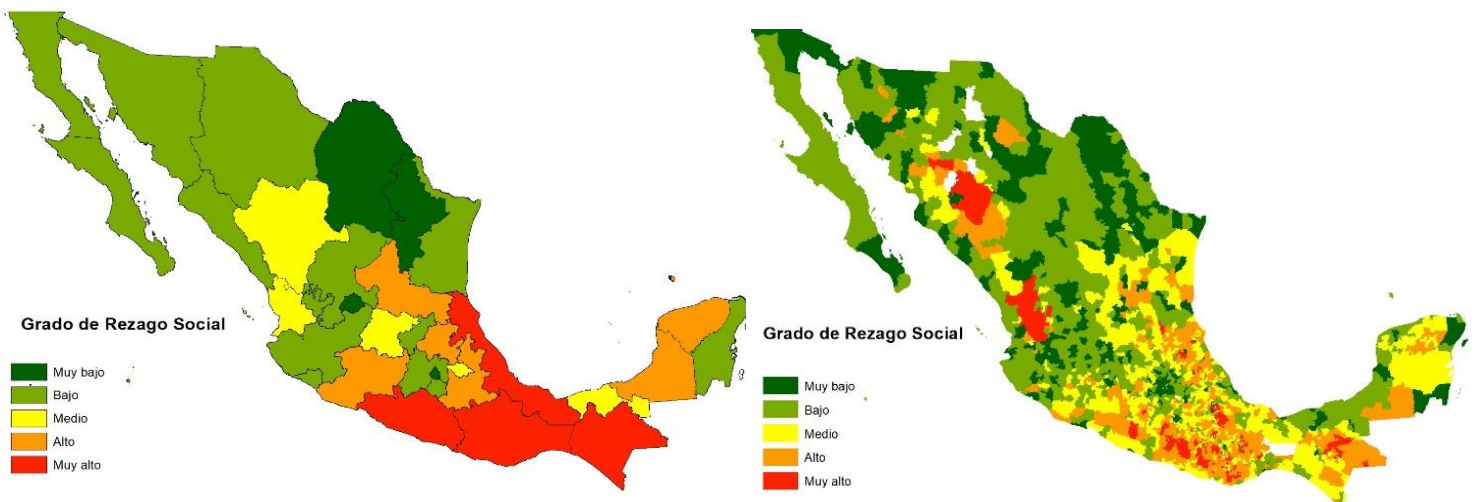 Grado de Rezago Social
Muy bajo
Bajo
Medio
Alto
Muy alto
Grado de Rezago Social
Muy bajo
Bajo
Medio
Alto
Muy alto